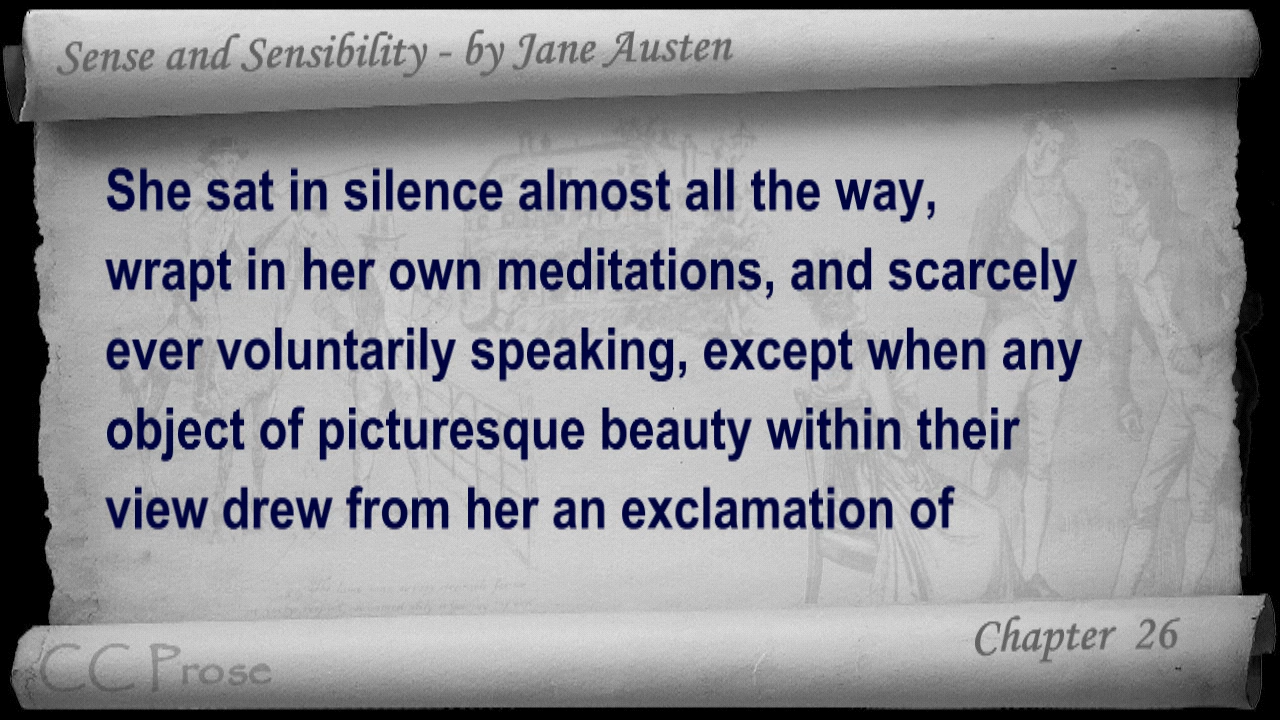 Sense and Sensibility - by Jane Austen
She sat in silence almost all the way,
wrapt in her own meditations, and scarcely
ever voluntarily speaking, except when any
object of picturesque beauty within their
view drew from her an exclamation of
Chapter 26
CC Prose